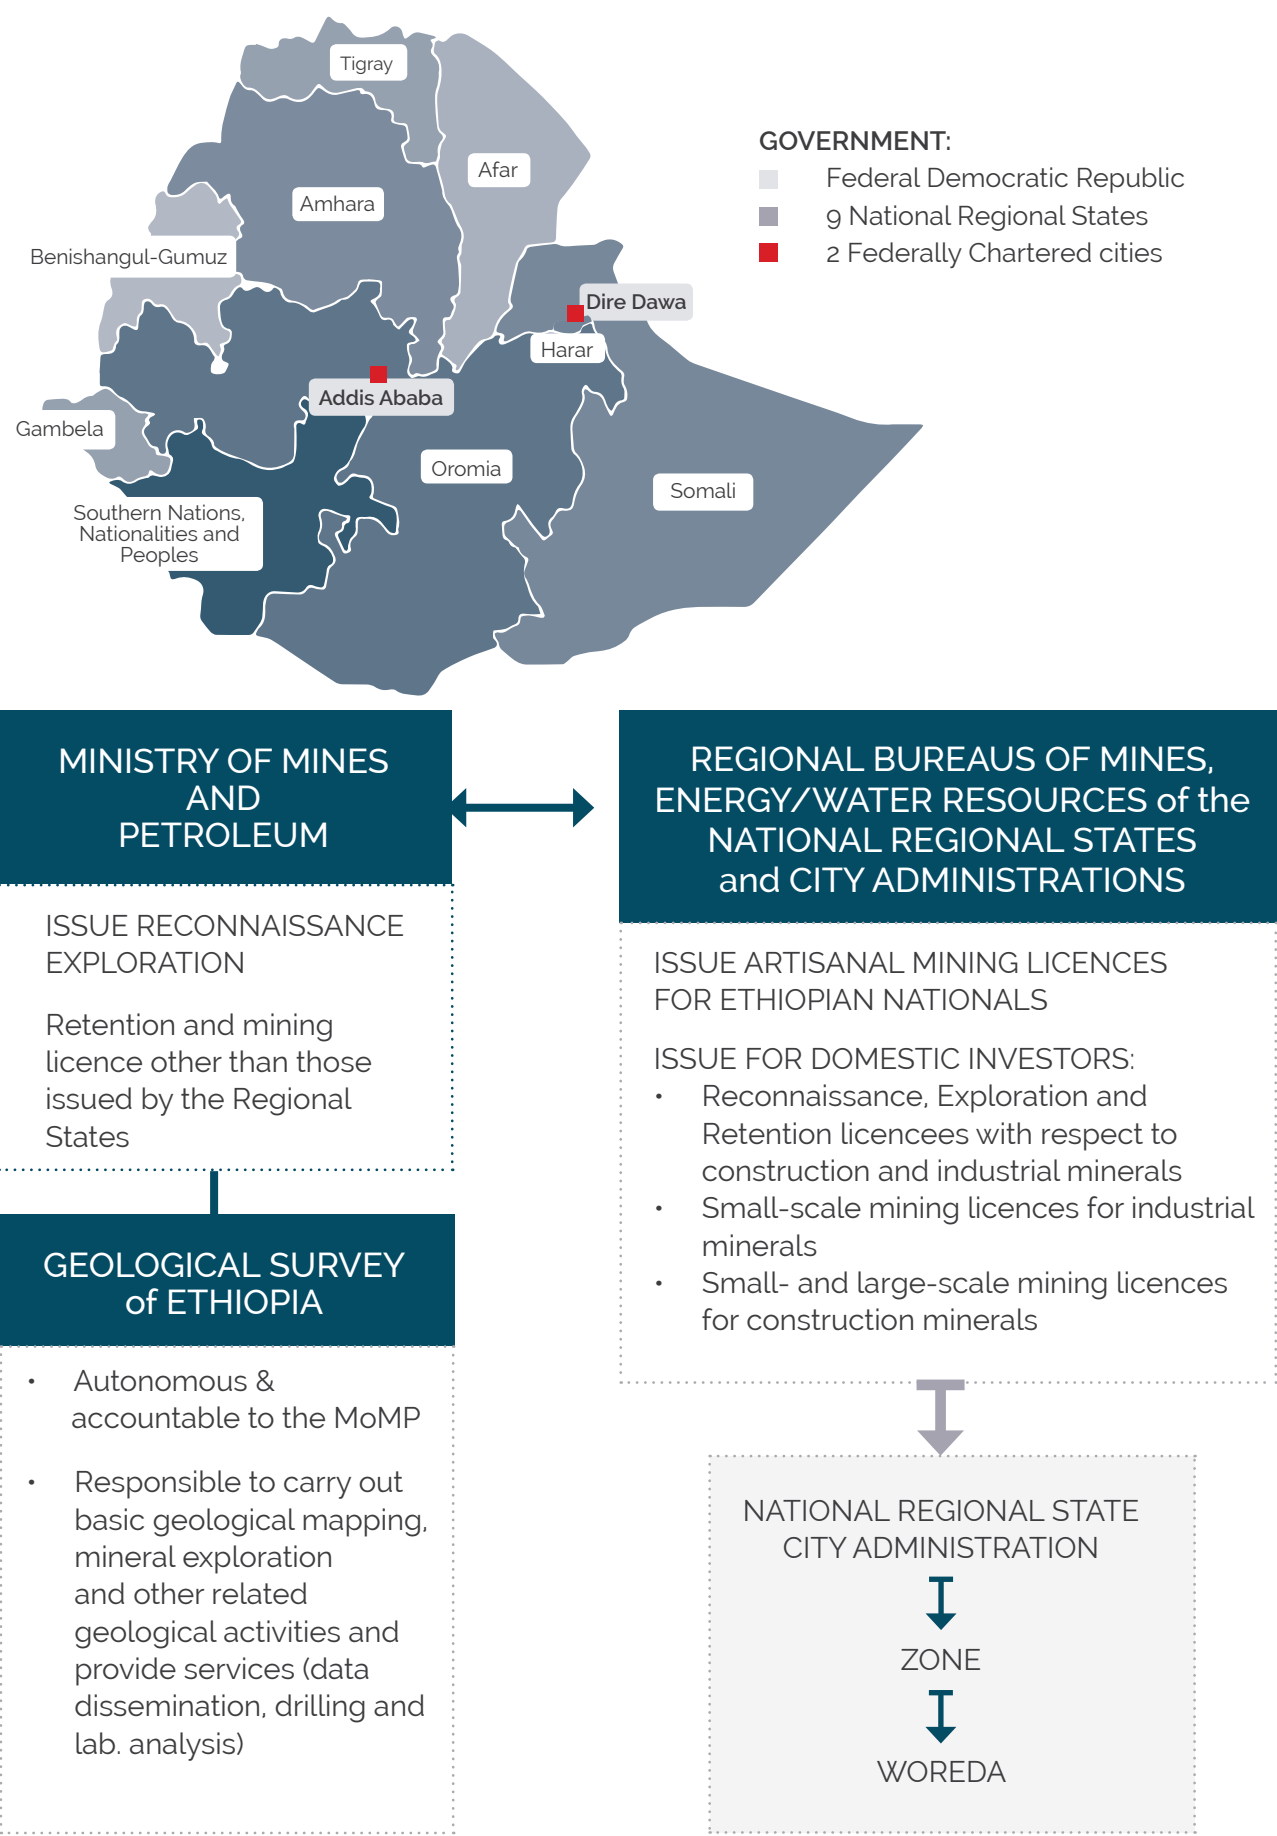 Tigray
Afar
Amhara
Benishangul-Gumuz
Dire Dawa
Harar
Addis Ababa
Gambela
Oromia
Somali
Southern Nations,
Nationalities and
Peoples
GOVERNMENT:
Federal Democratic Republic
9 National Regional States
2 Federally Chartered cities
MINISTRY OF MINES
AND
PETROLEUM
ISSUE RECONNAISSANCE
EXPLORATION
Retention and mining
licence other than those
issued by the Regional
States
GEOLOGICAL SURVEY
of ETHIOPIA
• Autonomous &
accountable to the MoMP
• Responsible to carry out
basic geological mapping,
mineral exploration
and other related
geological activities and
provide services (data
dissemination, drilling and
lab. analysis)
REGIONAL BUREAUS OF MINES,
ENERGY/WATER RESOURCES of the
NATIONAL REGIONAL STATES
and CITY ADMINISTRATIONS
ISSUE ARTISANAL MINING LICENCES
FOR ETHIOPIAN NATIONALS
ISSUE FOR DOMESTIC INVESTORS:
• Reconnaissance, Exploration and
Retention licencees with respect to
construction and industrial minerals
• Small-scale mining licences for industrial
minerals
• Small- and large-scale mining licences
for construction minerals
NATIONAL REGIONAL STATE
CITY ADMINISTRATION
ZONE
WOREDA